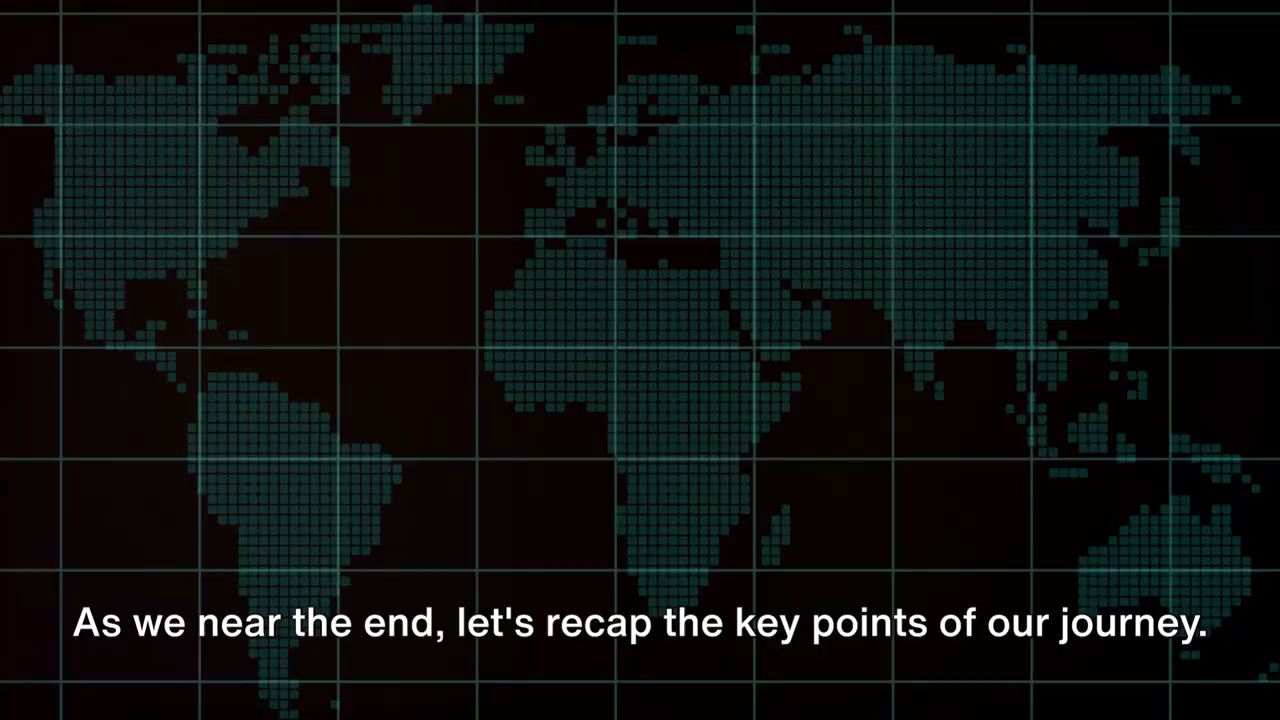 As we near the end, let's recap the key points of our journey.